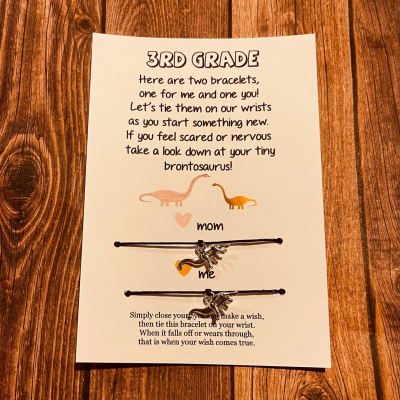 3RD GRADE
Here are two bracelets,
one for me and one you!
Let's tie them on our wrists
as you start something new.
If you feel scared or nervous
take a look down at your tiny
brontosaurus!
mom
me
Simply close your eyes, make a wish,
then tie this bracelet on your wrist.
When it falls off or wears through,
that is when your wish comes true.